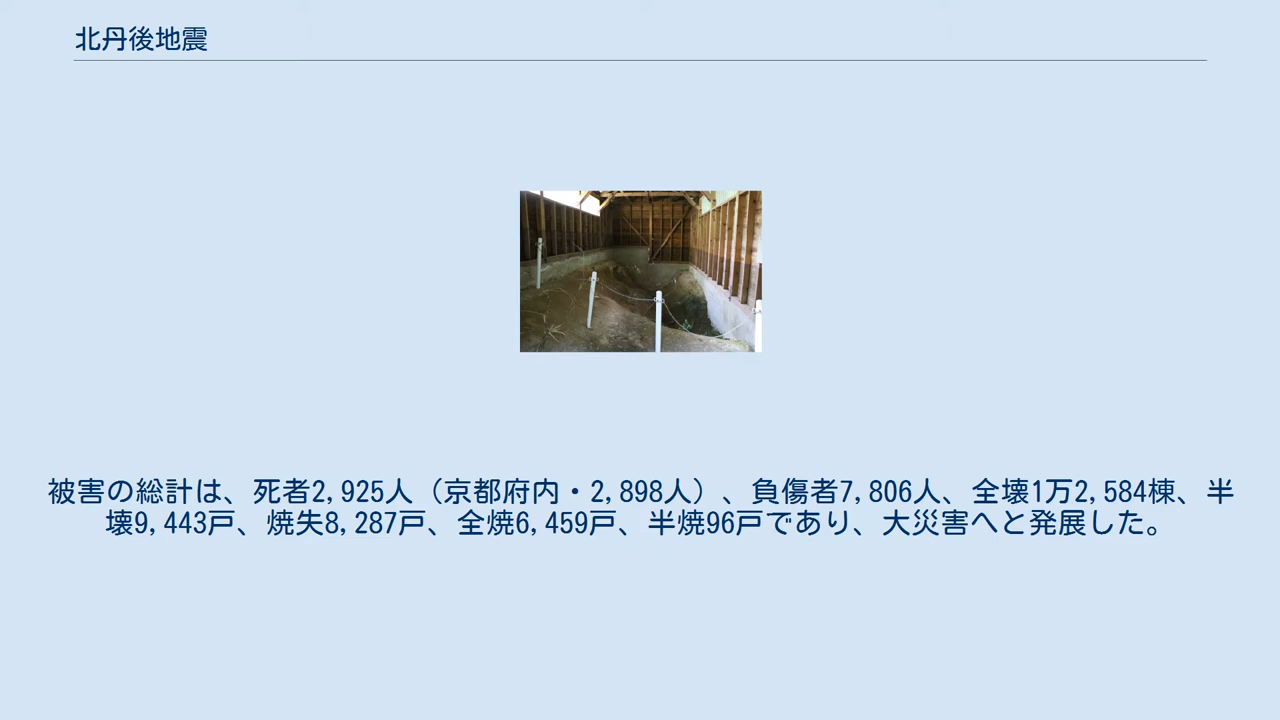 北丹後地震
被害の総計は、死者2,925人（京都府内・2,898人）、負傷者7,806人、全壊1万2,584棟、半
壊9,443戸、焼失8,287戸、全焼6,459戸、半焼96戸であり、大災害へと発展した。